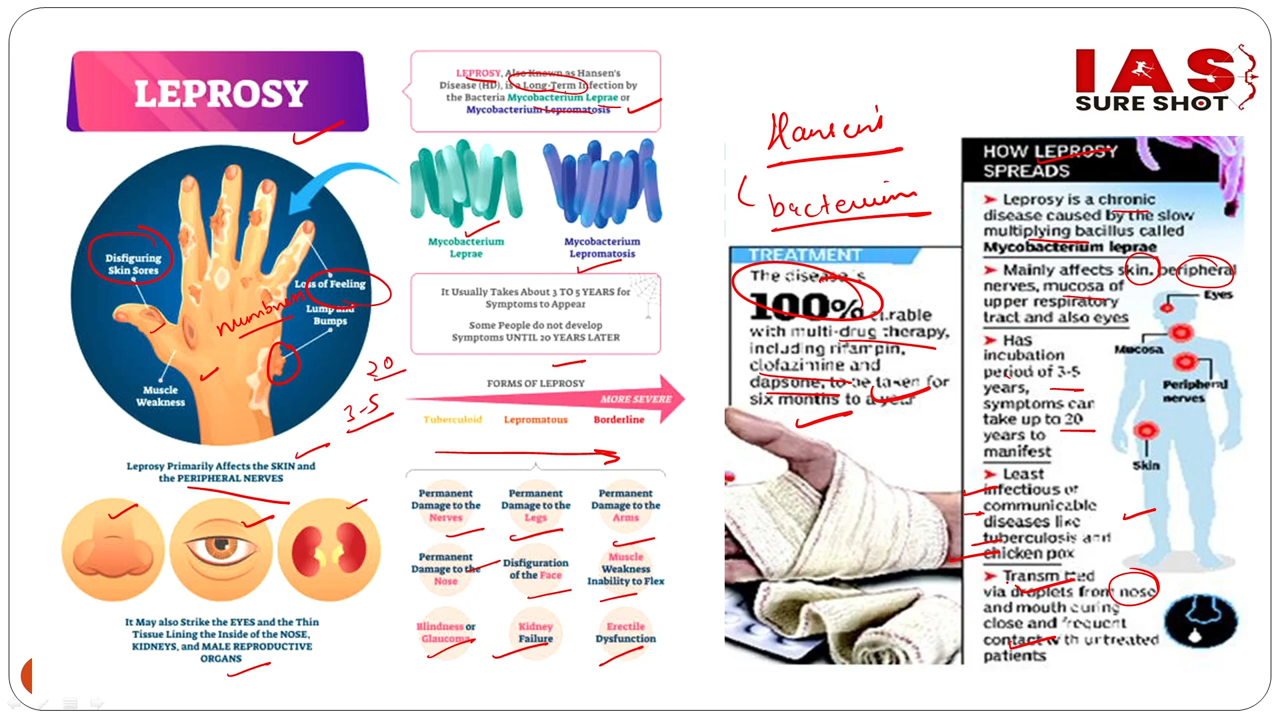 LEPROSY
Disfiguring
Skin Sores
Loss of Feeling
Lump and
Bumps
Muscle
Weakness
Numbness
20
3-5
Leprosy Primarily Affects the SKIN and
the PERIPHERAL NERVES
It May also Strike the EYES and the Thin
Tissue Lining the Inside of the NOSE,
KIDNEYS, and MALE REPRODUCTIVE
ORGANS
LEPROSY, Also Known as Hansen's
Disease (HD), is a Long-Term Infection by
the Bacteria Mycobacterium Leprae or
Mycobacterium Lepromatosis
Mycobacterium
Leprae
Mycobacterium
Lepromatosis
It Usually Takes About 3 TO 5 YEARS for
Symptoms to Appear
Some People do not develop
Symptoms UNTIL 20 YEARS LATER
FORMS OF LEPROSY
MORE SEVERE
Tuberculoid Lepromatous Borderline
Permanent
Damage to the
Nerves
Permanent
Damage to the
Legs
Permanent
Damage to the
Arms
Permanent
Damage to the
Nose
Disfiguration
of the Face
Muscle
Weakness
Inability to Flex
Blindness or
Glaucoma
Kidney
Failure
Erectile
Dysfunction
IAS
SURE SHOT
Hansen's
bacterium
TREATMENT
The disease is
100% curable
with multi-drug therapy,
including rifampin,
clofazimine and
dapsone, to be taken for
six months to a year
HOW LEPROSY
SPREADS
➤ Leprosy is a chronic
disease caused by the slow
multiplying bacillus called
Mycobacterium leprae
➤ Mainly affects skin, peripheral
nerves, mucosa of
upper respiratory
tract and also eyes
➤ Has
incubation
period of 3-5
years,
symptoms can
take up to 20
years to
manifest
➤ Least
infectious of
communicable
diseases like
tuberculosis and
chicken pox
➤ Transmitted
via droplets from nose
and mouth during
close and frequent
contact with untreated
patients
Eyes
Mucosa
Peripheral
nerves
Skin